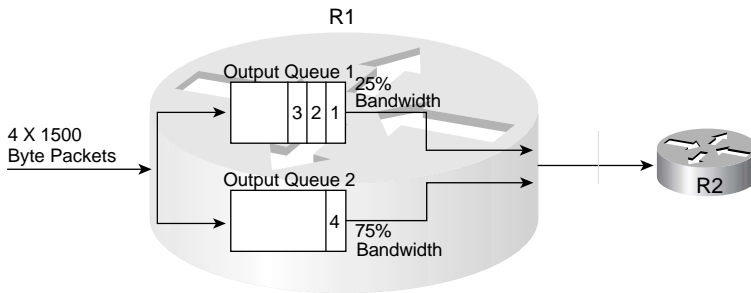 R1
Output Queue 1
25%
Bandwidth
3 2 1
4 X 1500
Byte Packets
Output Queue 2
4
75%
Bandwidth
R2